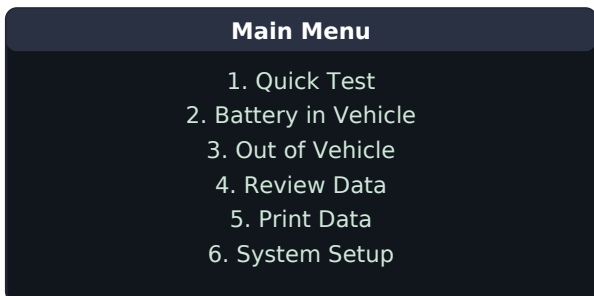 Main Menu
1. Quick Test
2. Battery in Vehicle
3. Out of Vehicle
4. Review Data
5. Print Data
6. System Setup